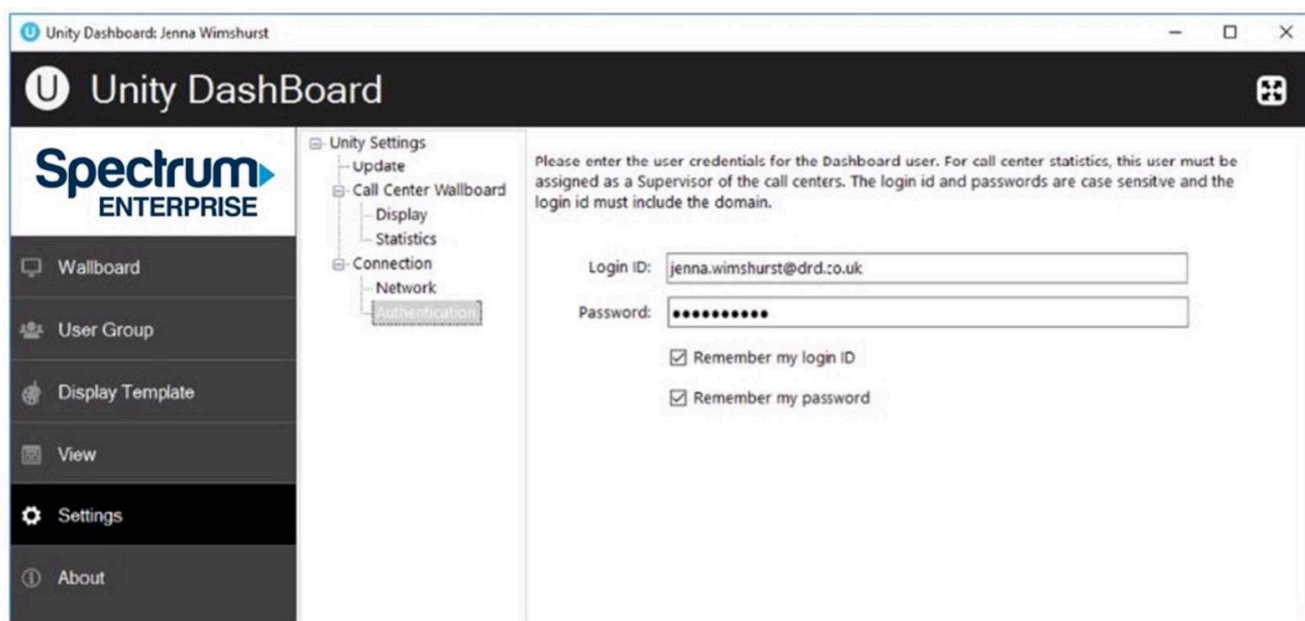 Unity Dashboard: Jenna Wimshurst
U Unity DashBoard
Spectrum
ENTERPRISE
Wallboard
User Group
Display Template
View
Settings
About
Unity Settings
Update
Call Center Wallboard
Display
Statistics
Connection
Network
Authentication
Please enter the user credentials for the Dashboard user. For call center statistics, this user must be
assigned as a Supervisor of the call centers. The login id and passwords are case sensitive and the
login id must include the domain.
Login ID: jenna.wimshurst@drd.co.uk
Password: ●●●●●●●●●●
Remember my login ID
Remember my password